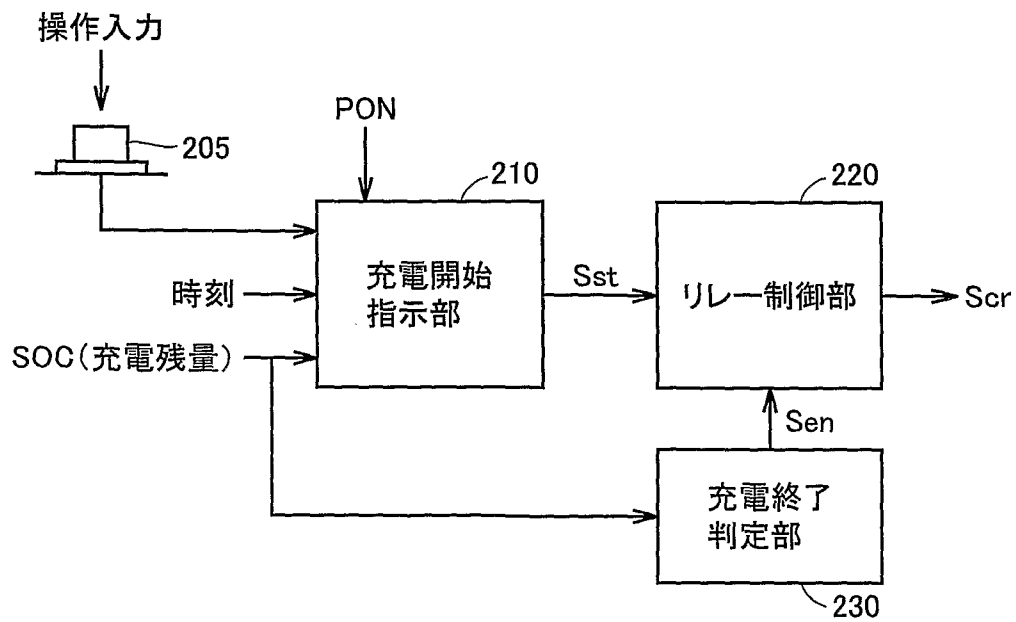 操作入力
205
PON
210
220
充電開始
指示部
時刻
Sst
リレー制御部
Scr
SOC(充電残量)
Sen
充電終了
判定部
230